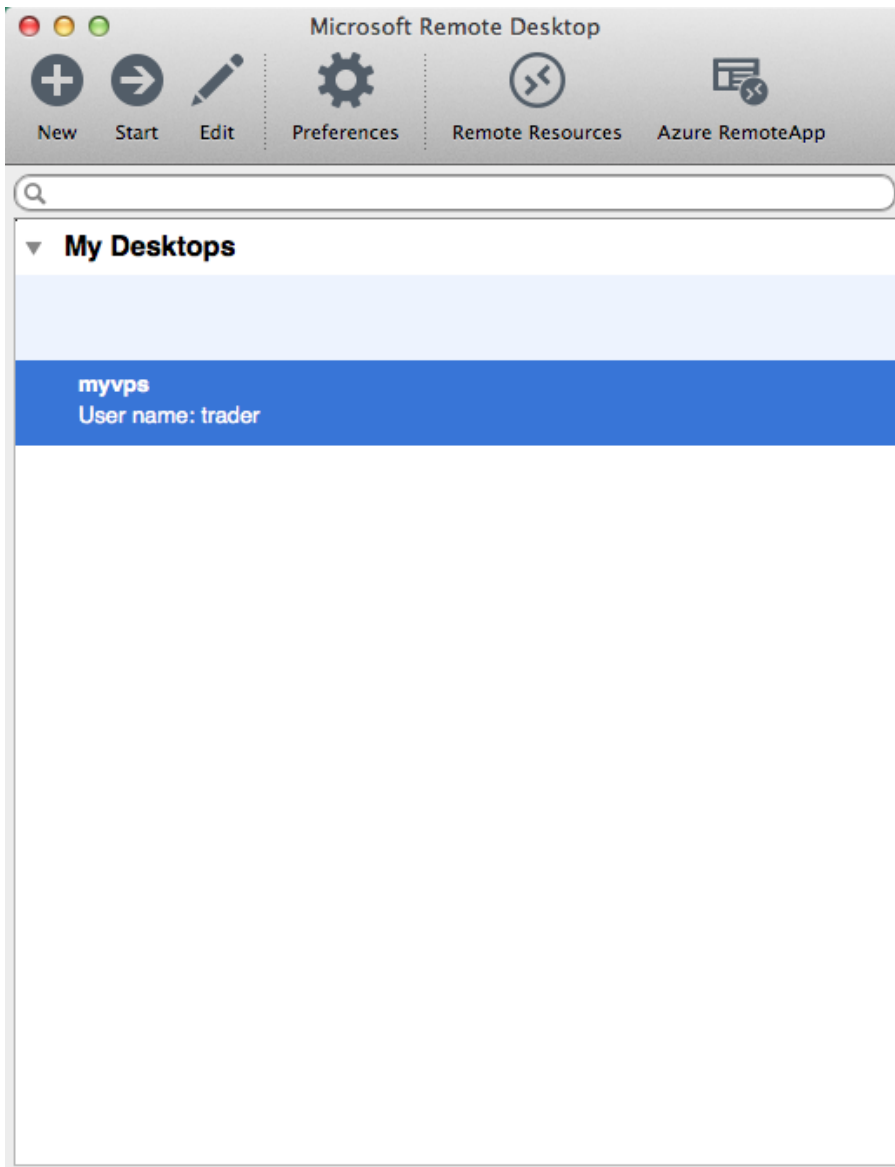 Microsoft Remote Desktop
New Start Edit Preferences Remote Resources Azure RemoteApp
My Desktops
myvps
User name: trader